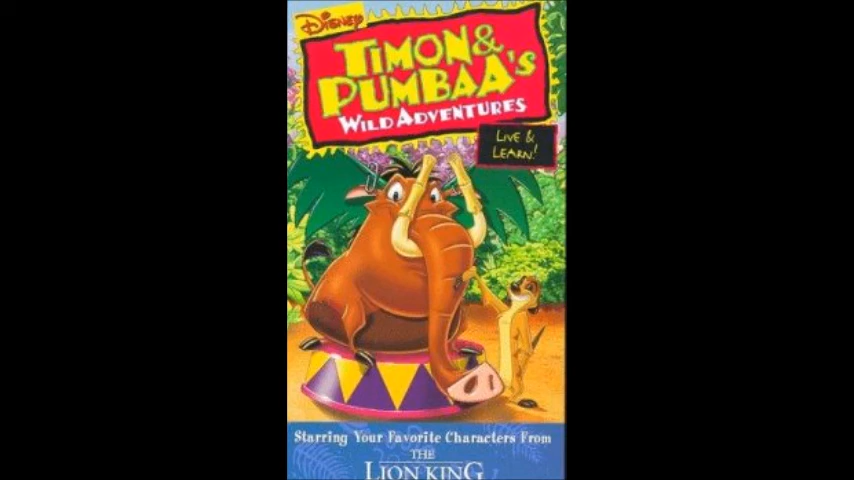 DISNEY
TIMON &
PUMBAA'S
WILD ADVENTURES
LIVE &
LEARN!
Starring Your Favorite Characters From
THE
LION KING